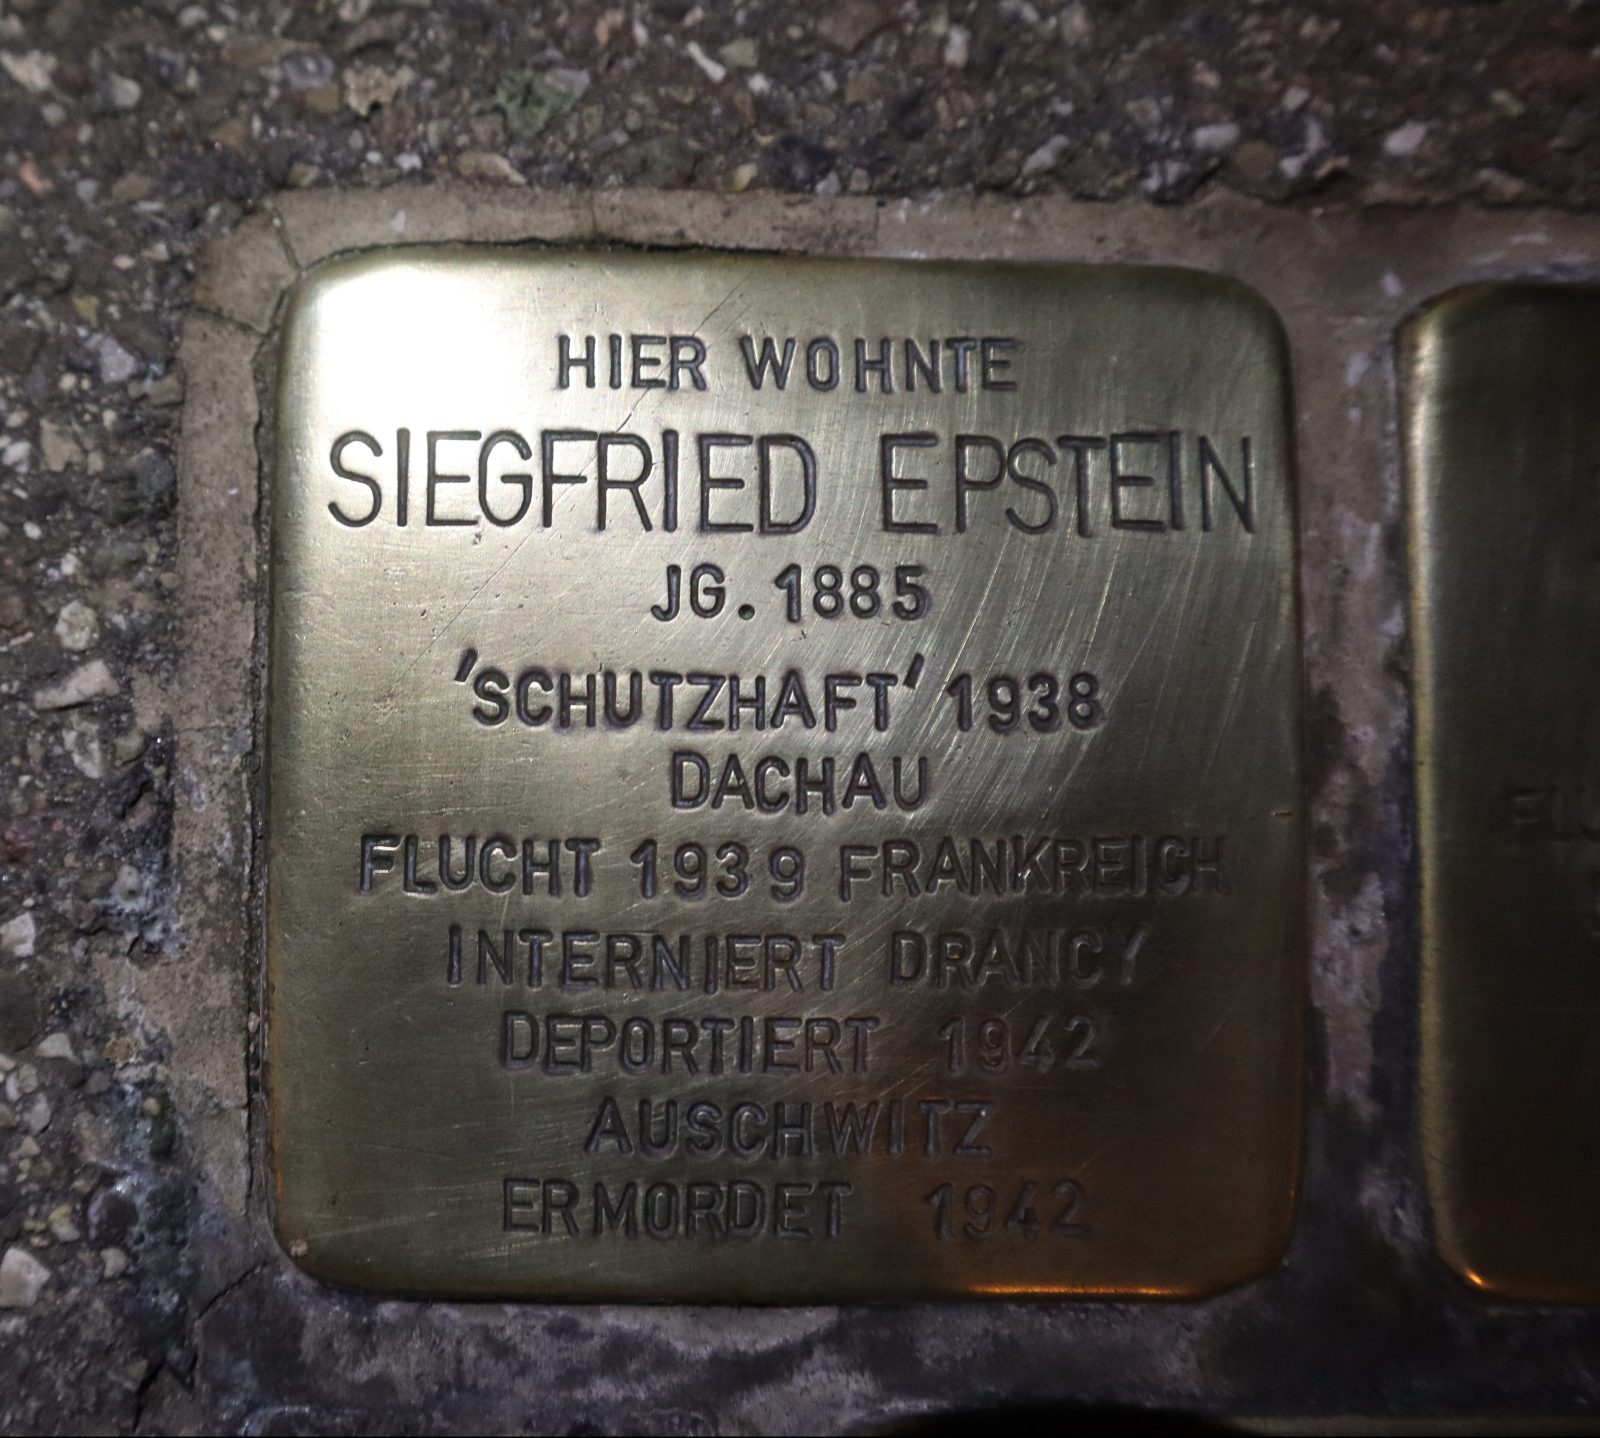 HIER WOHNTE
SIEGFRIED EPSTEIN
JG. 1885
'SCHUTZHAFT' 1938
DACHAU
FLUCHT 1939 FRANKREICH
INTERNIERT DRANCY
DEPORTIERT 1942
AUSCHWITZ
ERMORDET 1942